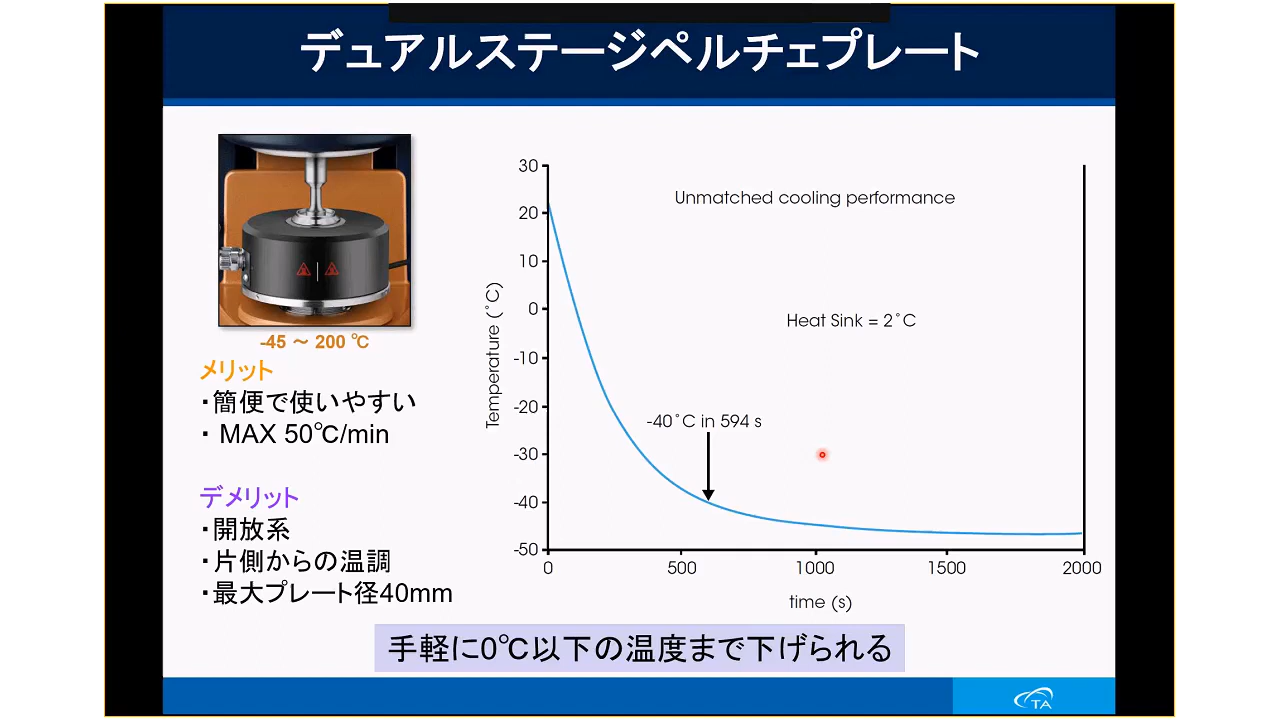 デュアルステージペルチェプレート
-45 ～ 200 ℃
メリット
・簡便で使いやすい
・ MAX 50℃/min
デメリット
・開放系
・片側からの温調
・最大プレート径40mm
Unmatched cooling performance
Heat Sink = 2˚C
-40˚C in 594 s
Temperature (˚C)
30
20
10
0
-10
-20
-30
-40
-50
0 500 1000 1500 2000
time (s)
手軽に0℃以下の温度まで下げられる
TA